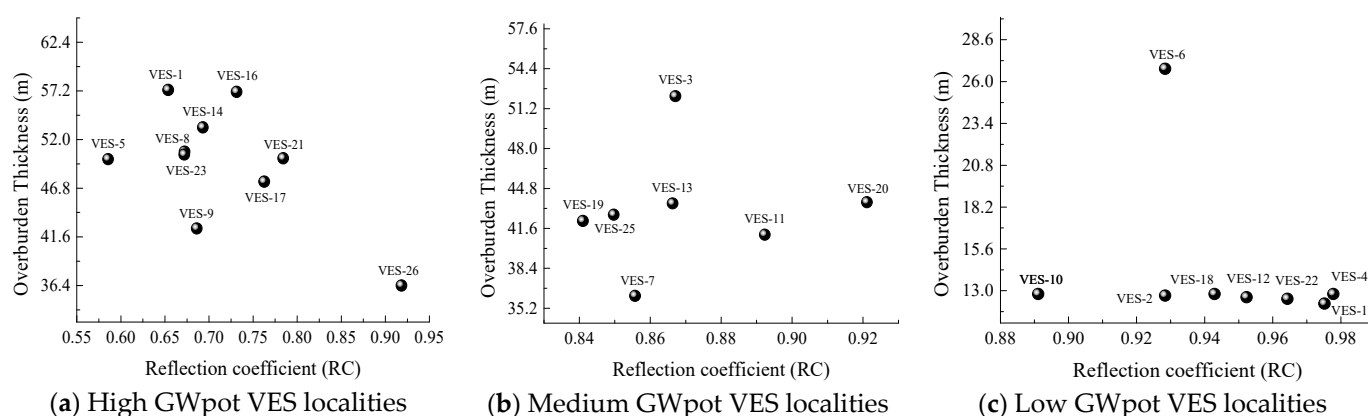 62.4
57.2
52.0
46.8
41.6
36.4
Overburden Thickness (m)
VES-1
VES-16
VES-14
VES-5
VES-8
VES-23
VES-21
VES-17
VES-9
VES-26
0.55 0.60 0.65 0.70 0.75 0.80 0.85 0.90 0.95
Reflection coefficient (RC)
(a) High GWpot VES localities
57.6
54.4
51.2
48.0
44.8
41.6
38.4
35.2
Overburden Thickness (m)
VES-3
VES-13
VES-20
VES-19
VES-25
VES-11
VES-7
0.84 0.86 0.88 0.90 0.92
Reflection coefficient (RC)
(b) Medium GWpot VES localities
28.6
26.0
23.4
20.8
18.2
15.6
13.0
Overburden Thickness (m)
VES-6
VES-10
VES-2
VES-18
VES-12
VES-22
VES-4
VES-1
0.88 0.90 0.92 0.94 0.96 0.98
Reflection coefficient (RC)
(c) Low GWpot VES localities